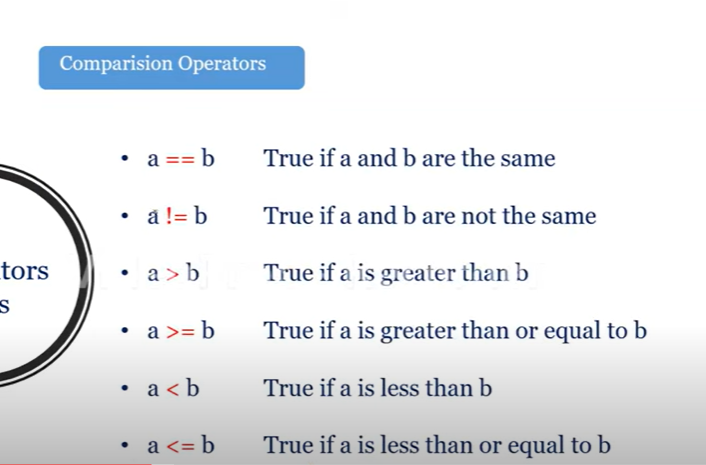 Comparision Operators
• a == b True if a and b are the same
• a != b True if a and b are not the same
• a > b True if a is greater than b
• a >= b True if a is greater than or equal to b
• a < b True if a is less than b
• a <= b True if a is less than or equal to b
tors
s